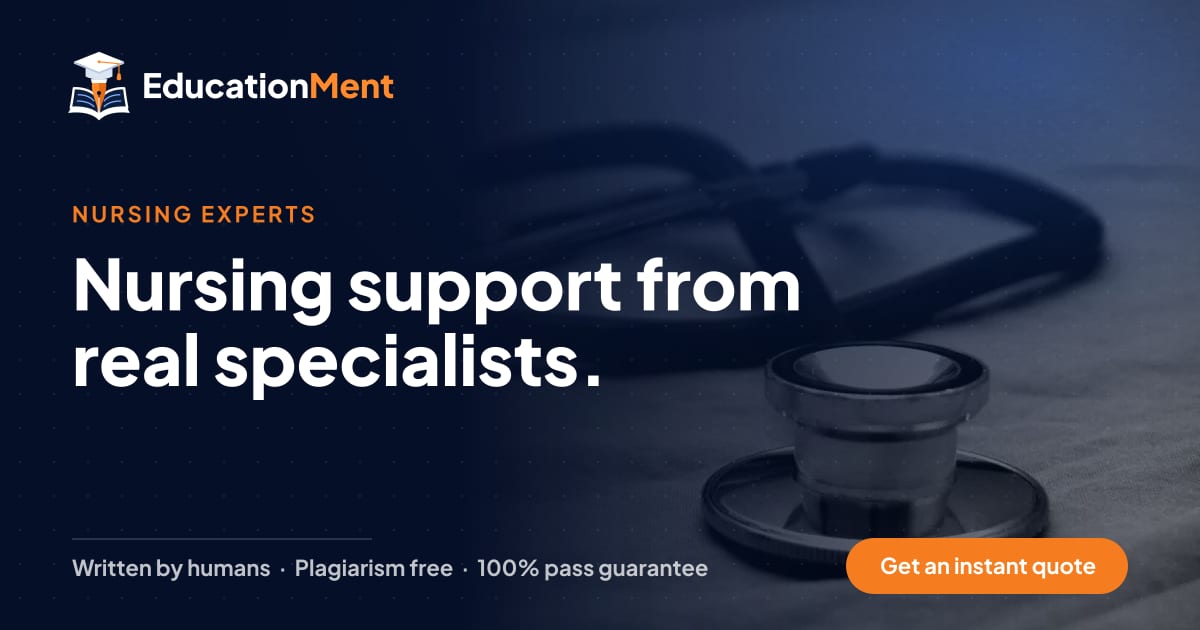 EducationMent
NURSING EXPERTS
Nursing support from
real specialists.
Written by humans · Plagiarism free · 100% pass guarantee
Get an instant quote